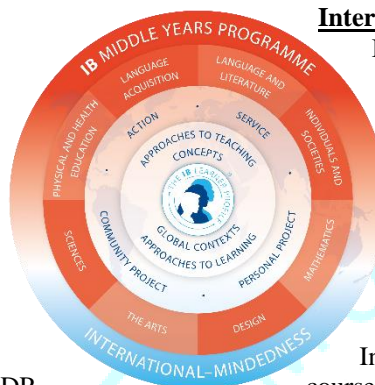 Inter
IB MIDDLE YEARS PROGRAMME
LANGUAGE
ACQUISITION
LANGUAGE AND
LITERATURE
PHYSICAL AND HEALTH
EDUCATION
INDIVIDUALS AND
SOCIETIES
ACTION
SERVICE
APPROACHES TO TEACHING
CONCEPTS
THE IB LEARNER PROFILE
GLOBAL CONTEXTS
APPROACHES TO LEARNING
COMMUNITY PROJECT
PERSONAL PROJECT
SCIENCES
MATHEMATICS
THE ARTS
DESIGN
INTERNATIONAL-MINDEDNESS
In
course